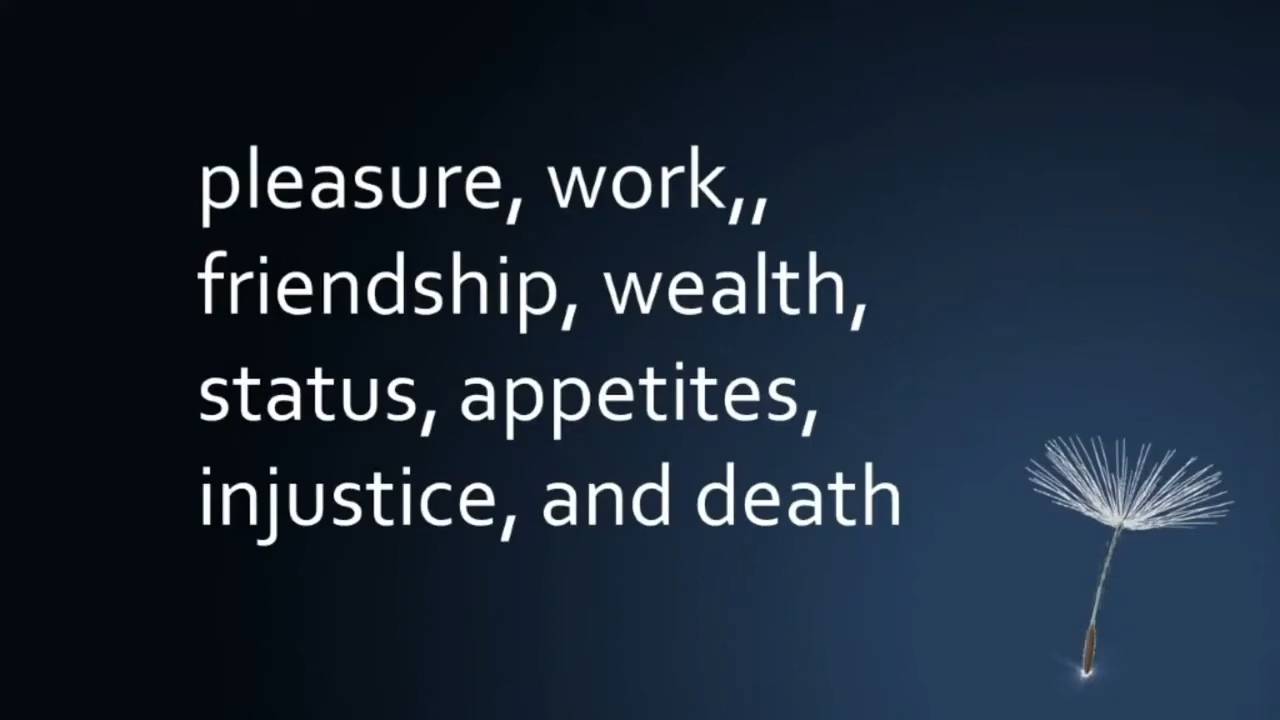 pleasure, work,,
friendship, wealth,
status, appetites,
injustice, and death